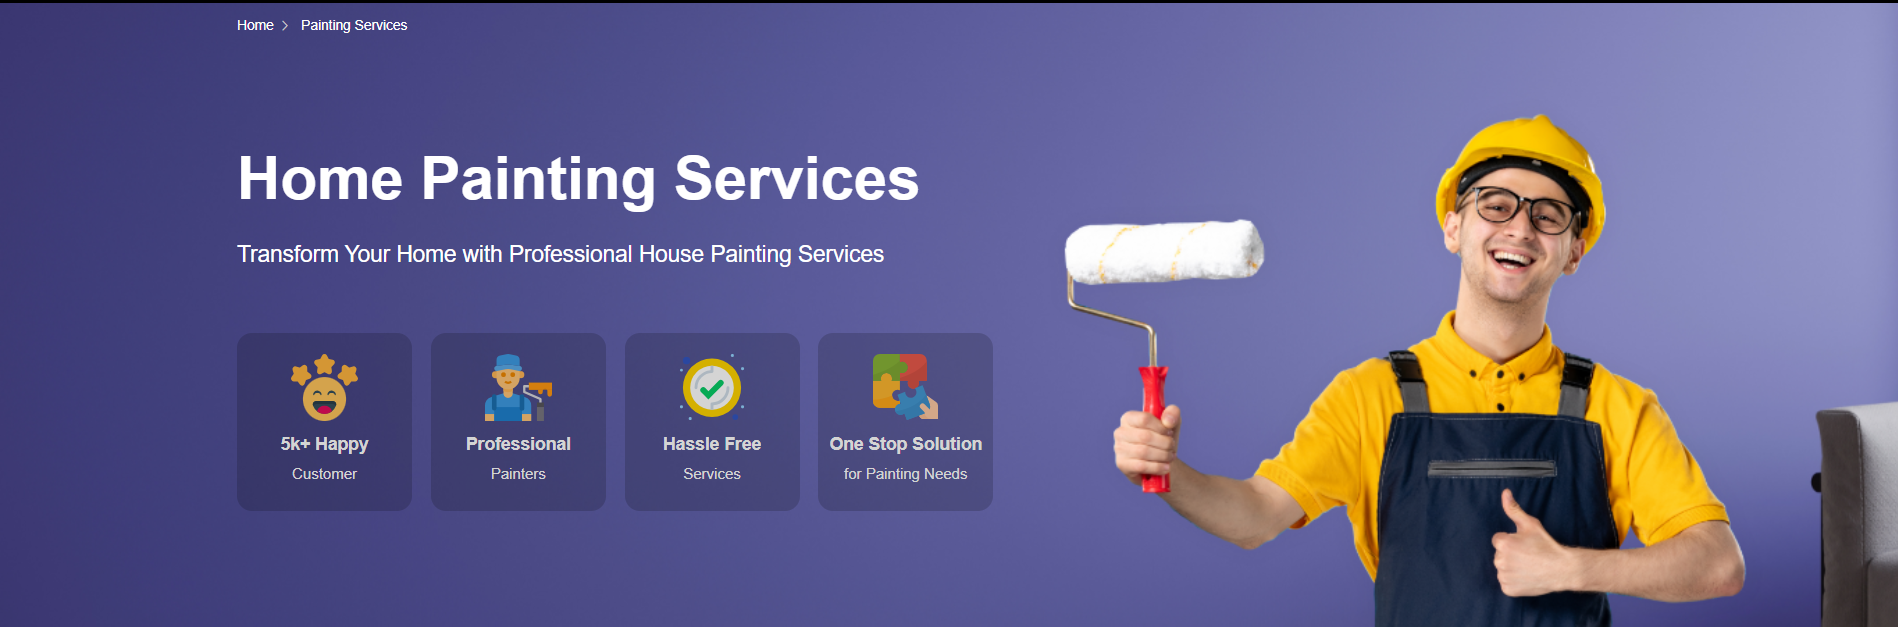 Home > Painting Services
Home Painting Services
Transform Your Home with Professional House Painting Services
5k+ Happy
Customer
Professional
Painters
Hassle Free
Services
One Stop Solution
for Painting Needs